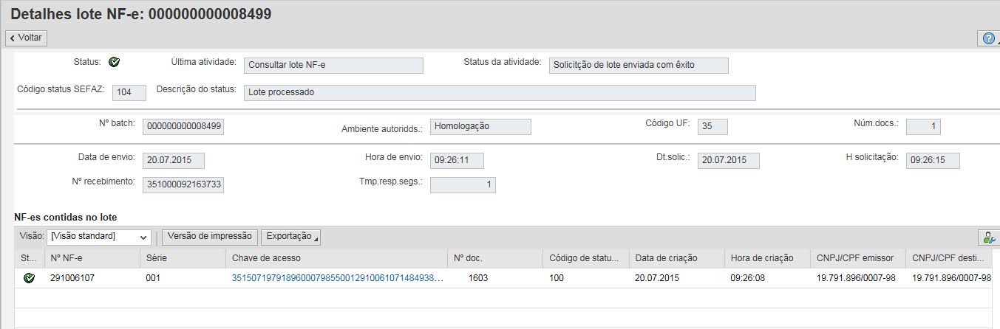 Detalhes lote NF-e: 000000000008499
Voltar
Status: Última atividade: Consultar lote NF-e Status da atividade: Solicitção de lote enviada com êxito
Código status SEFAZ: 104 Descrição do status: Lote processado
Nº batch: 000000000008499 Ambiente autoridds.: Homologação Código UF: 35 Núm.docs.: 1
Data de envio: 20.07.2015 Hora de envio: 09:26:11 Dt.solic.: 20.07.2015 H solicitação: 09:26:15
Nº recebimento: 351000092163733 Tmp.resp.segs.: 1
NF-es contidas no lote
Visão: [Visão standard] Versão de impressão Exportação
St... Nº NF-e Série Chave de acesso Nº doc. Código de statu... Data de criação Hora de criação CNPJ/CPF emissor CNPJ/CPF desti...
291006107 001 35150719791896000798550012910061071484938... 1603 100 20.07.2015 09:26:08 19.791.896/0007-98 19.791.896/0007-98